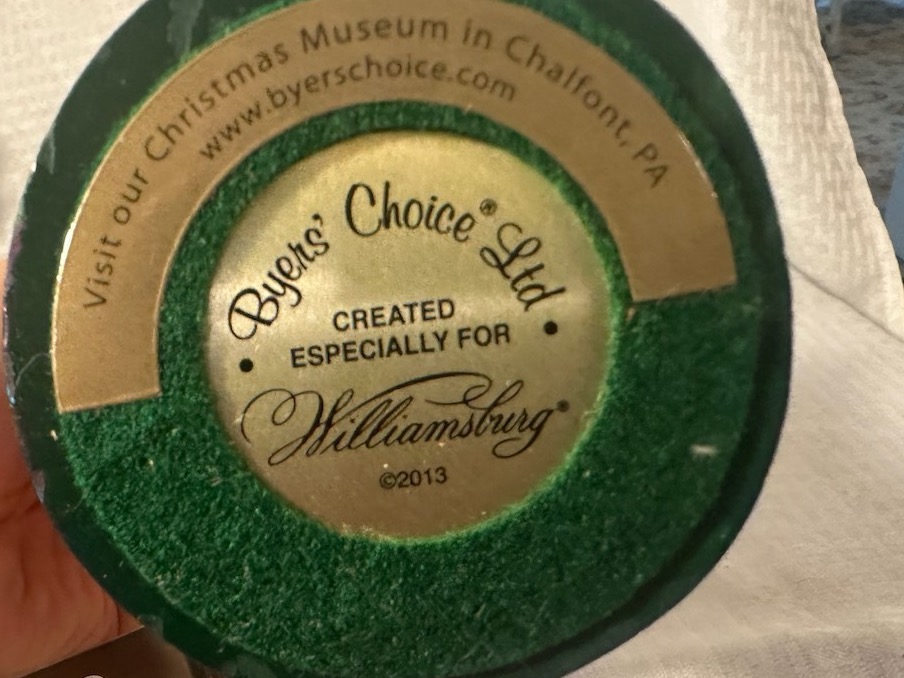 Visit our Christmas Museum in Chalfont, PA
www.byerschoice.com
Byers' Choice® Ltd
CREATED
• ESPECIALLY FOR •
Williamsburg®
©2013